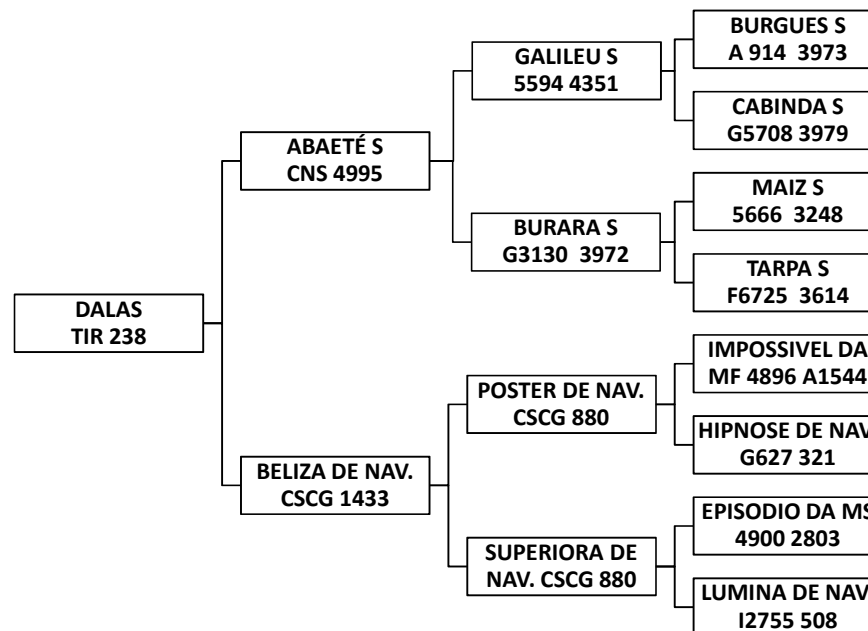 BURGUES S
A 914 3973
GALILEU S
5594 4351
CABINDA S
G5708 3979
ABAETÉ S
CNS 4995
MAIZ S
5666 3248
BURARA S
G3130 3972
TARPA S
F6725 3614
DALAS
TIR 238
IMPOSSIVEL DA
MF 4896 A1544
POSTER DE NAV.
CSCG 880
HIPNOSE DE NAV
G627 321
BELIZA DE NAV.
CSCG 1433
EPISODIO DA MS
4900 2803
SUPERIORA DE
NAV. CSCG 880
LUMINA DE NAV
I2755 508